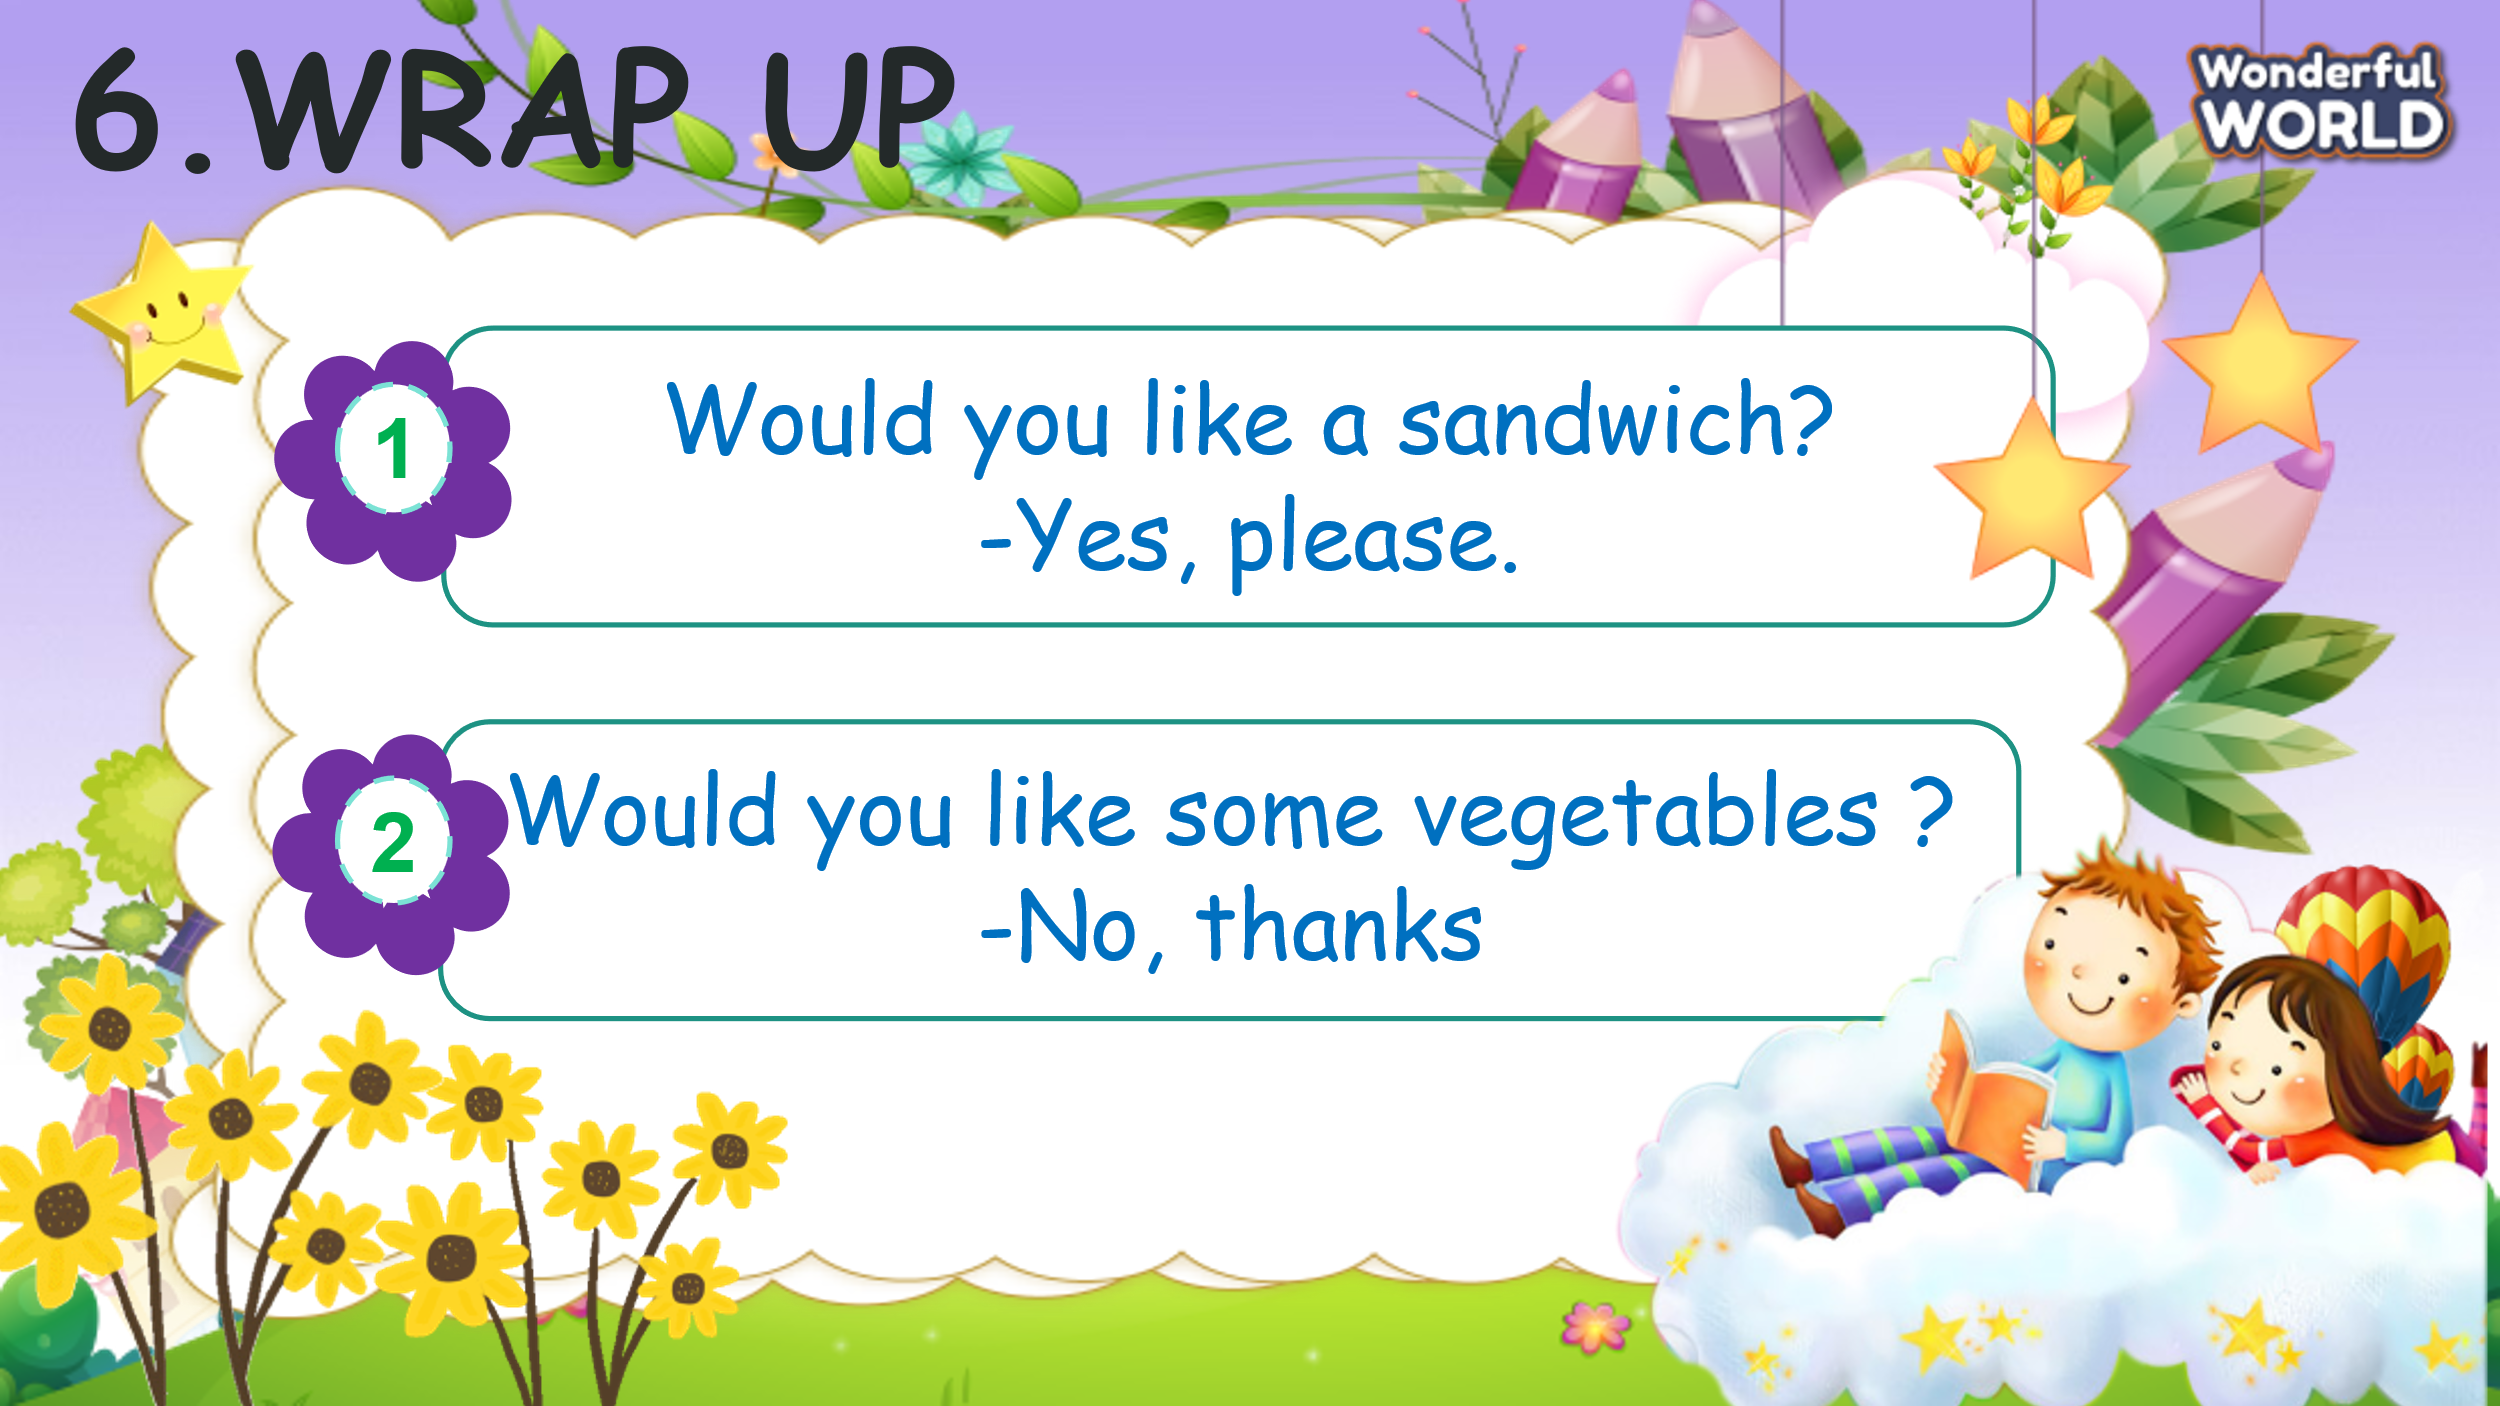 6. WRAP UP
Wonderful
WORLD
1
Would you like a sandwich?
-Yes, please.
2
Would you like some vegetables ?
-No, thanks